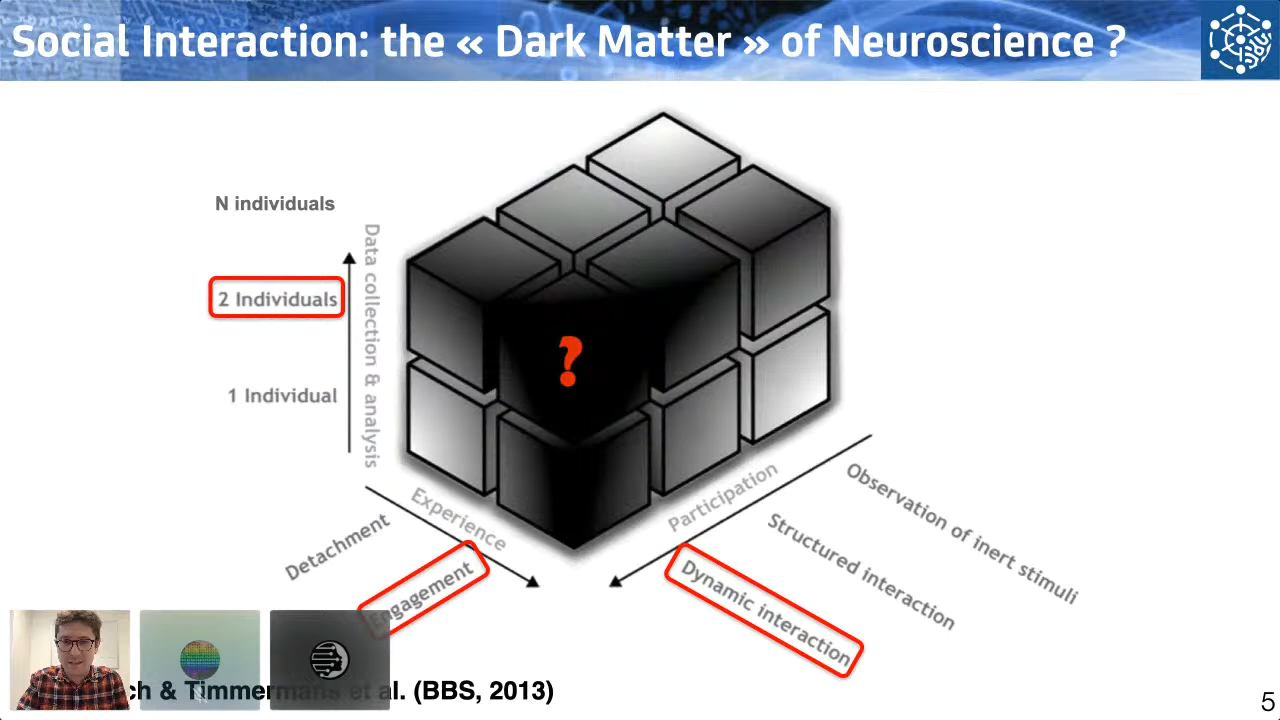 Social Interaction: the « Dark Matter » of Neuroscience ?
N individuals
2 Individuals
1 Individual
Data collection & analysis
?
Experience
Detachment
Engagement
Participation
Observation of inert stimuli
Structured interaction
Dynamic interaction
& Timmermans et al. (BBS, 2013)
5